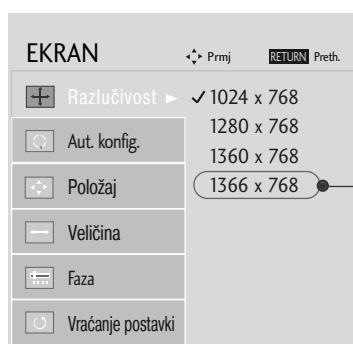 EKRAN
Prmj RETURN Preth.
Razlučivost ► ✓ 1024 x 768
1280 x 768
Aut. konfig.
1360 x 768
Položaj
1366 x 768
Veličina
Faza
Vraćanje postavki